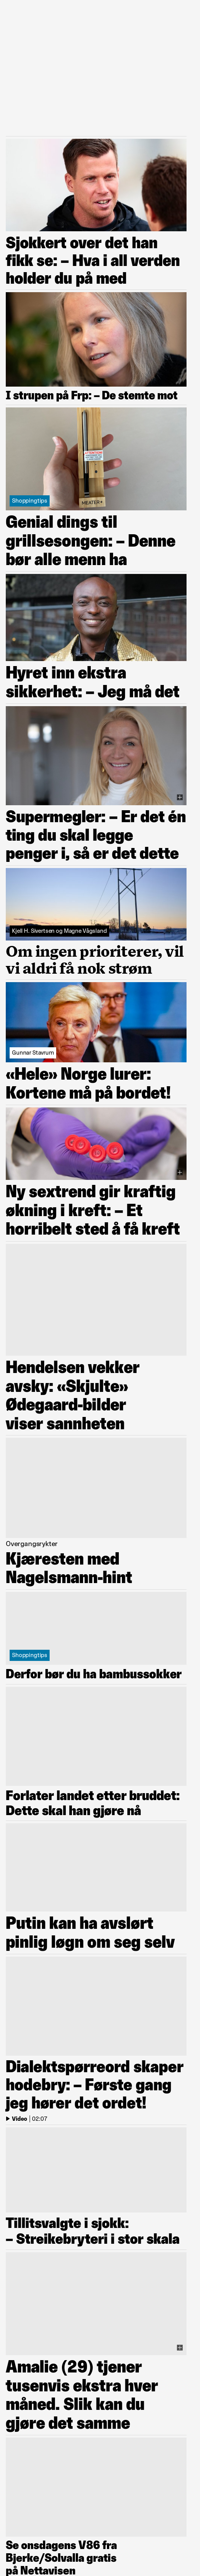 Sjokkert over det han
fikk se: – Hva i all verden
holder du på med
I strupen på Frp: – De stemte mot
MEATER+
Shoppingtips
Genial dings til
grillsesongen: – Denne
bør alle menn ha
Hyret inn ekstra
sikkerhet: – Jeg må det
Supermegler: – Er det én
ting du skal legge
penger i, så er det dette
Kjell H. Sivertsen og Magne Vågsland
Om ingen prioriterer, vil
vi aldri få nok strøm
Gunnar Stavrum
«Hele» Norge lurer:
Kortene må på bordet!
Ny sextrend gir kraftig
økning i kreft: – Et
horribelt sted å få kreft
Hendelsen vekker
avsky: «Skjulte»
Ødegaard-bilder
viser sannheten
Overgangsrykter
Kjæresten med
Nagelsmann-hint
Shoppingtips
Derfor bør du ha bambussokker
Forlater landet etter bruddet:
Dette skal han gjøre nå
Putin kan ha avslørt
pinlig løgn om seg selv
Dialektspørreord skaper
hodebry: – Første gang
jeg hører det ordet!
Video | 02:07
Tillitsvalgte i sjokk:
– Streikebryteri i stor skala
Amalie (29) tjener
tusenvis ekstra hver
måned. Slik kan du
gjøre det samme
Se onsdagens V86 fra
Bjerke/Solvalla gratis
på Nettavisen